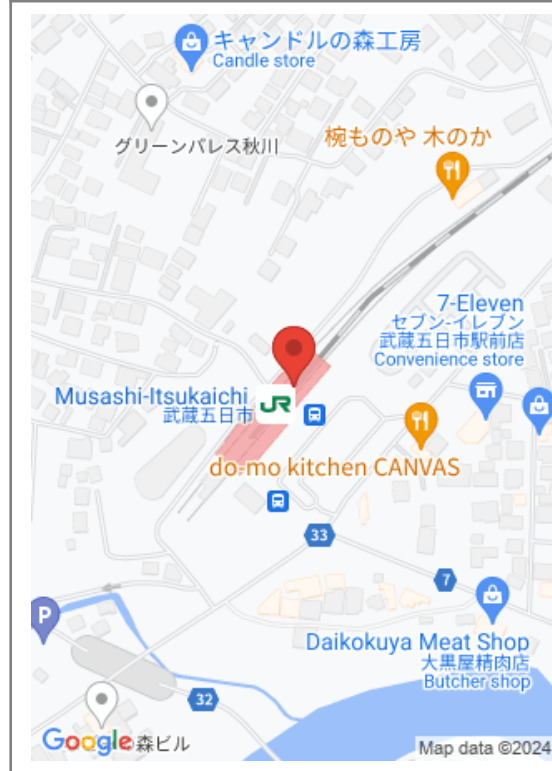 キャンドルの森工房
Candle store
グリーンパレス秋川
椀ものや 木のか
7-Eleven
セブン-イレブン
武蔵五日市駅前店
Convenience store
Musashi-Itsukaichi
武蔵五日市
JR
do-mo kitchen CANVAS
33
7
P
Daikokuya Meat Shop
大黒屋精肉店
Butcher shop
32
Google
森ビル
Map data ©2024